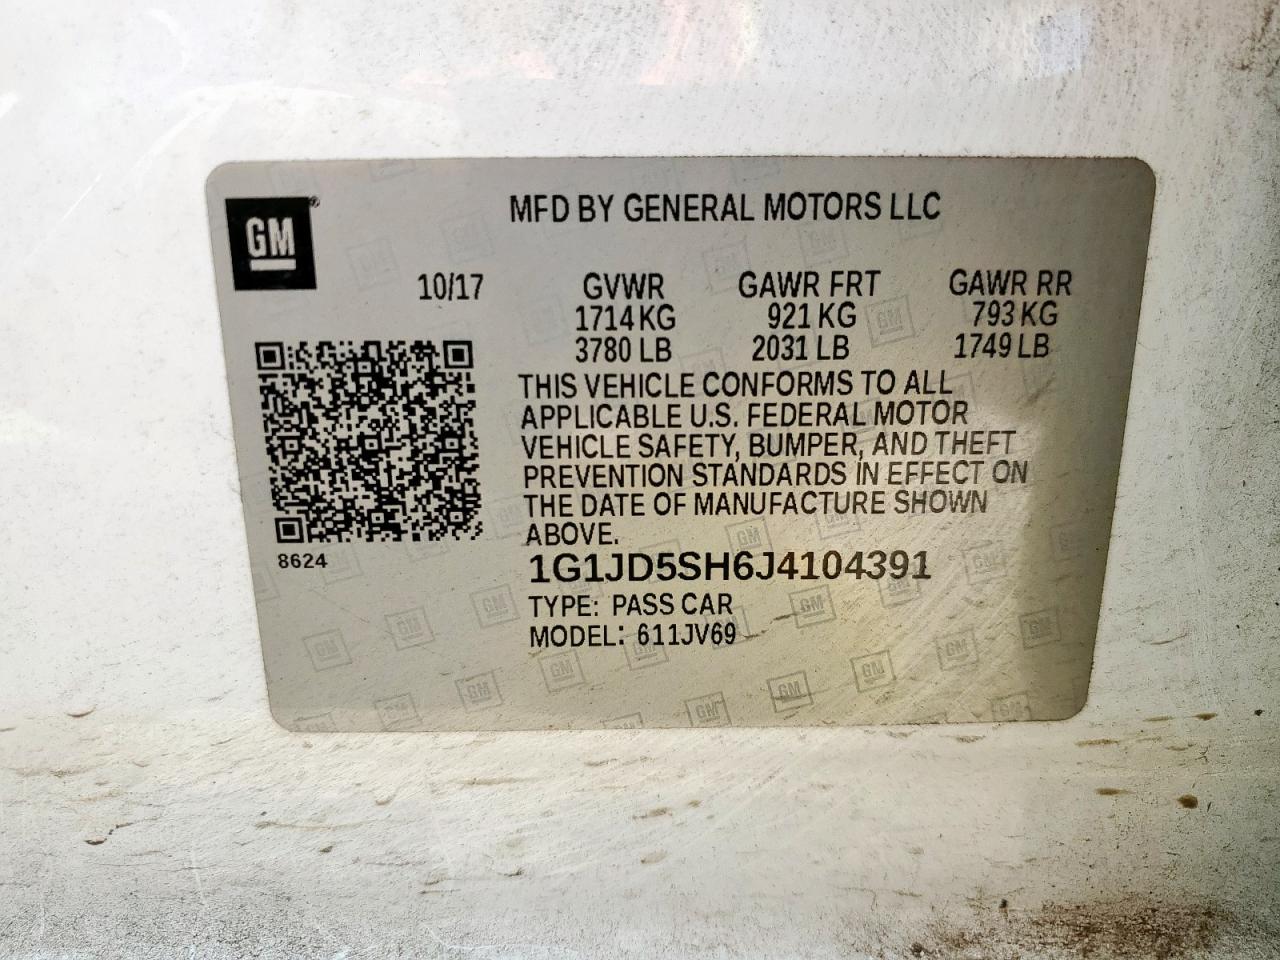 GM
MFD BY GENERAL MOTORS LLC
10/17 GVWR GAWR FRT GAWR RR
1714 KG 921 KG 793 KG
3780 LB 2031 LB 1749 LB
THIS VEHICLE CONFORMS TO ALL
APPLICABLE U.S. FEDERAL MOTOR
VEHICLE SAFETY, BUMPER, AND THEFT
PREVENTION STANDARDS IN EFFECT ON
THE DATE OF MANUFACTURE SHOWN
ABOVE.
8624
1G1JD5SH6J4104391
TYPE: PASS CAR
MODEL: 611JV69